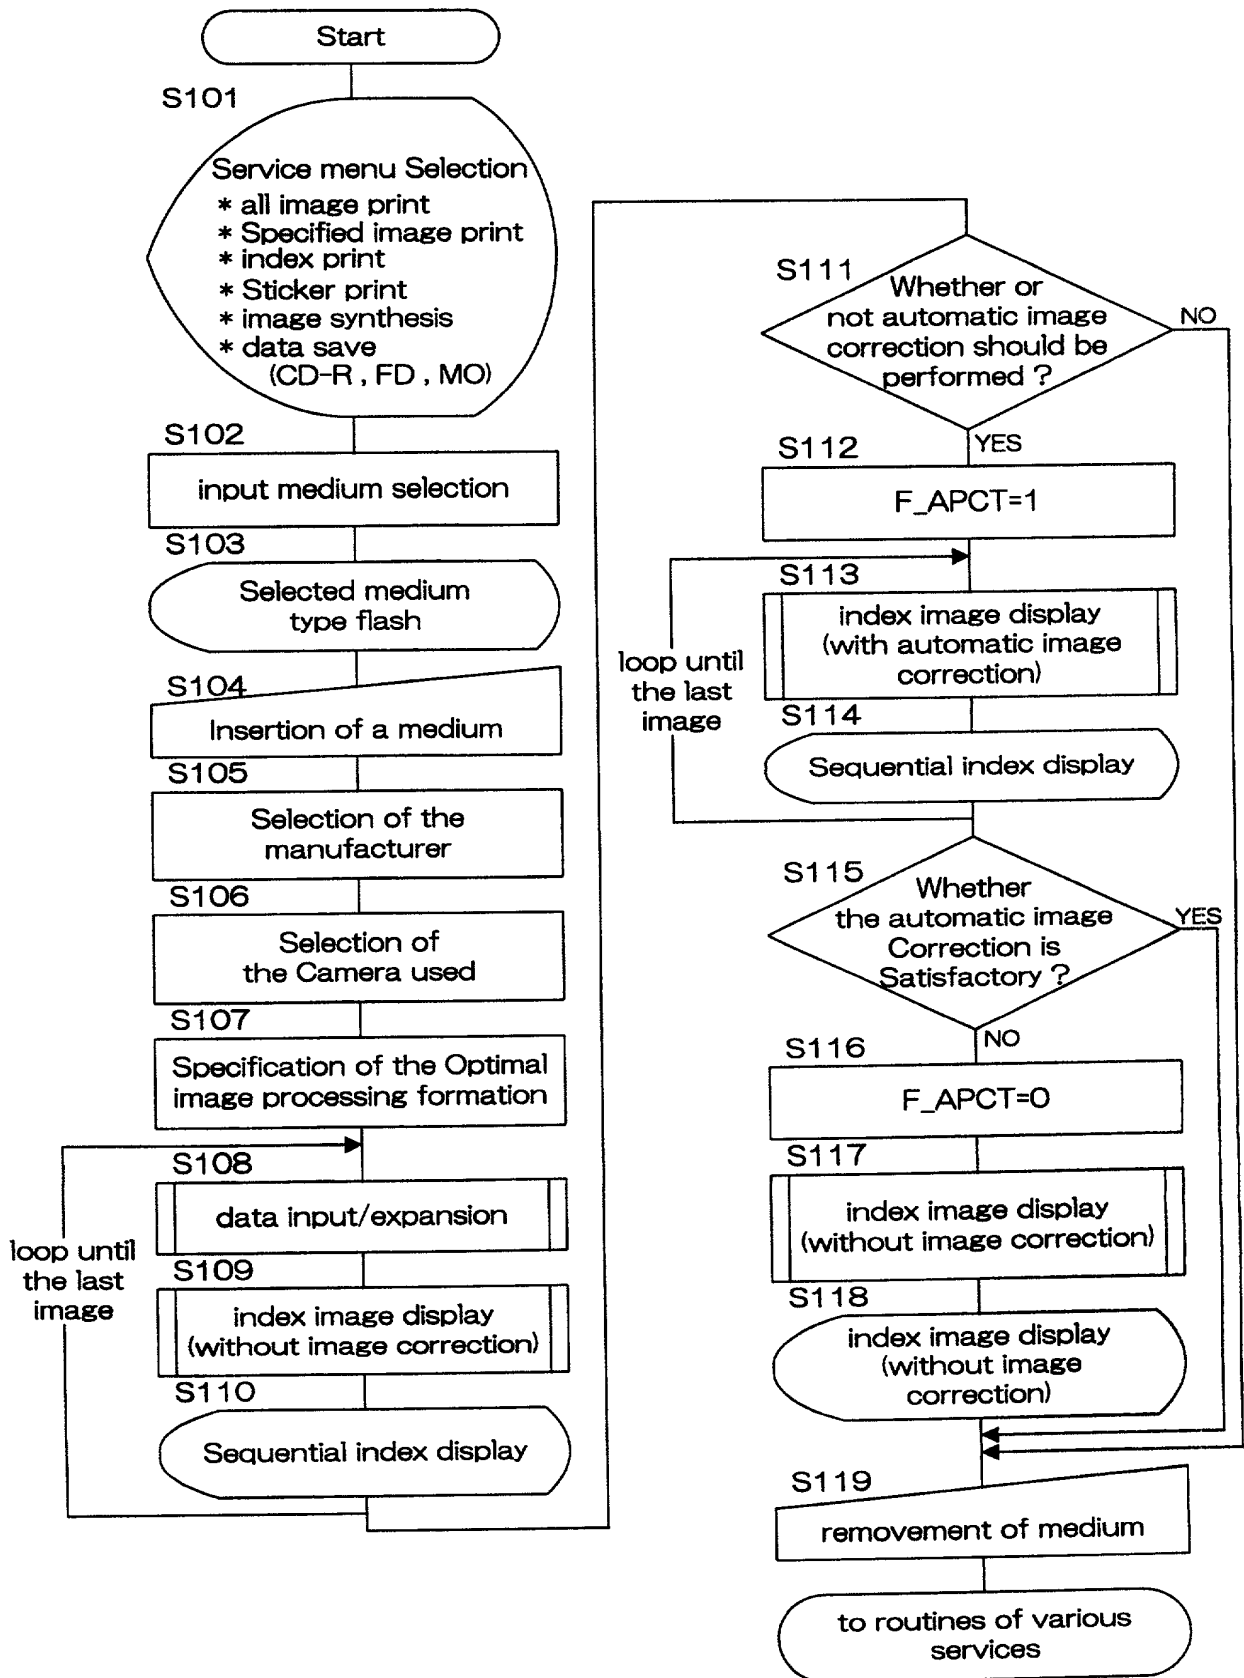 Start
S101
Service menu Selection
* all image print
* Specified image print
* index print
* Sticker print
* image synthesis
* data save
(CD-R , FD , MO)
S102
input medium selection
S103
Selected medium
type flash
S104
Insertion of a medium
S105
Selection of the
manufacturer
S106
Selection of
the Camera used
S107
Specification of the Optimal
image processing formation
S108
data input/expansion
loop until
the last
image
S109
index image display
(without image correction)
S110
Sequential index display
S111
Whether or
not automatic image
correction should be
performed ?
NO
YES
S112
F_APCT=1
S113
index image display
(with automatic image
correction)
loop until
the last
image
S114
Sequential index display
S115
Whether
the automatic image
Correction is
Satisfactory ?
YES
NO
S116
F_APCT=0
S117
index image display
(without image correction)
S118
index image display
(without image
correction)
S119
removement of medium
to routines of various
services